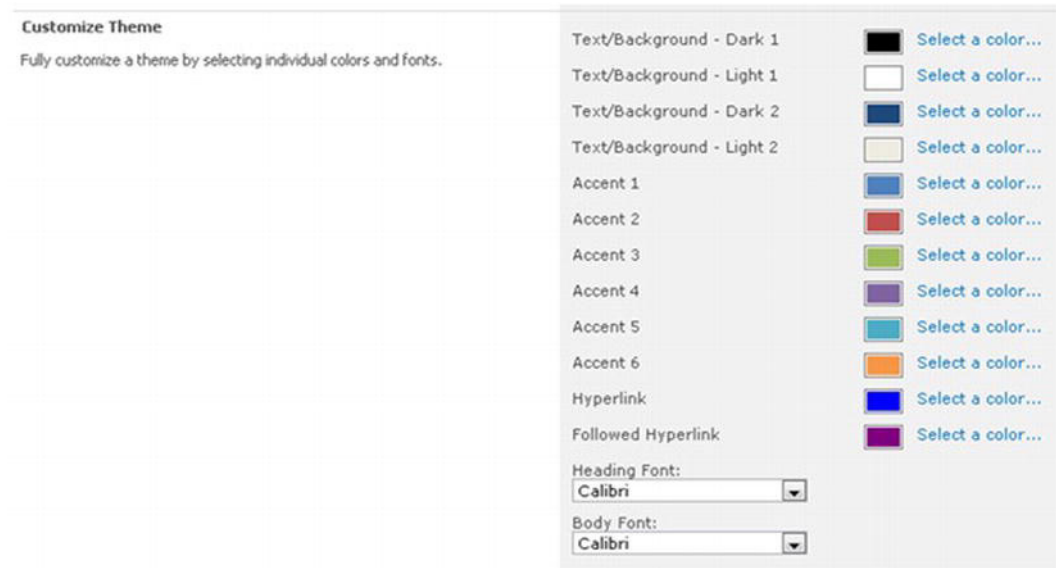 Customize Theme
Fully customize a theme by selecting individual colors and fonts.
Text/Background - Dark 1 Select a color...
Text/Background - Light 1 Select a color...
Text/Background - Dark 2 Select a color...
Text/Background - Light 2 Select a color...
Accent 1 Select a color...
Accent 2 Select a color...
Accent 3 Select a color...
Accent 4 Select a color...
Accent 5 Select a color...
Accent 6 Select a color...
Hyperlink Select a color...
Followed Hyperlink Select a color...
Heading Font:
Calibri
Body Font:
Calibri